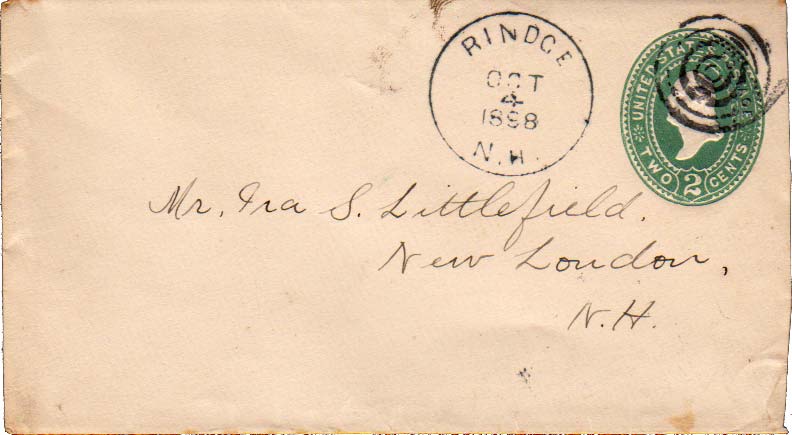 RINDGE
OCT
4
1898
N.H.
UNITED STATES
TWO 2 CENTS
Mr. Ira S. Littlefield.
New London,
N.H.